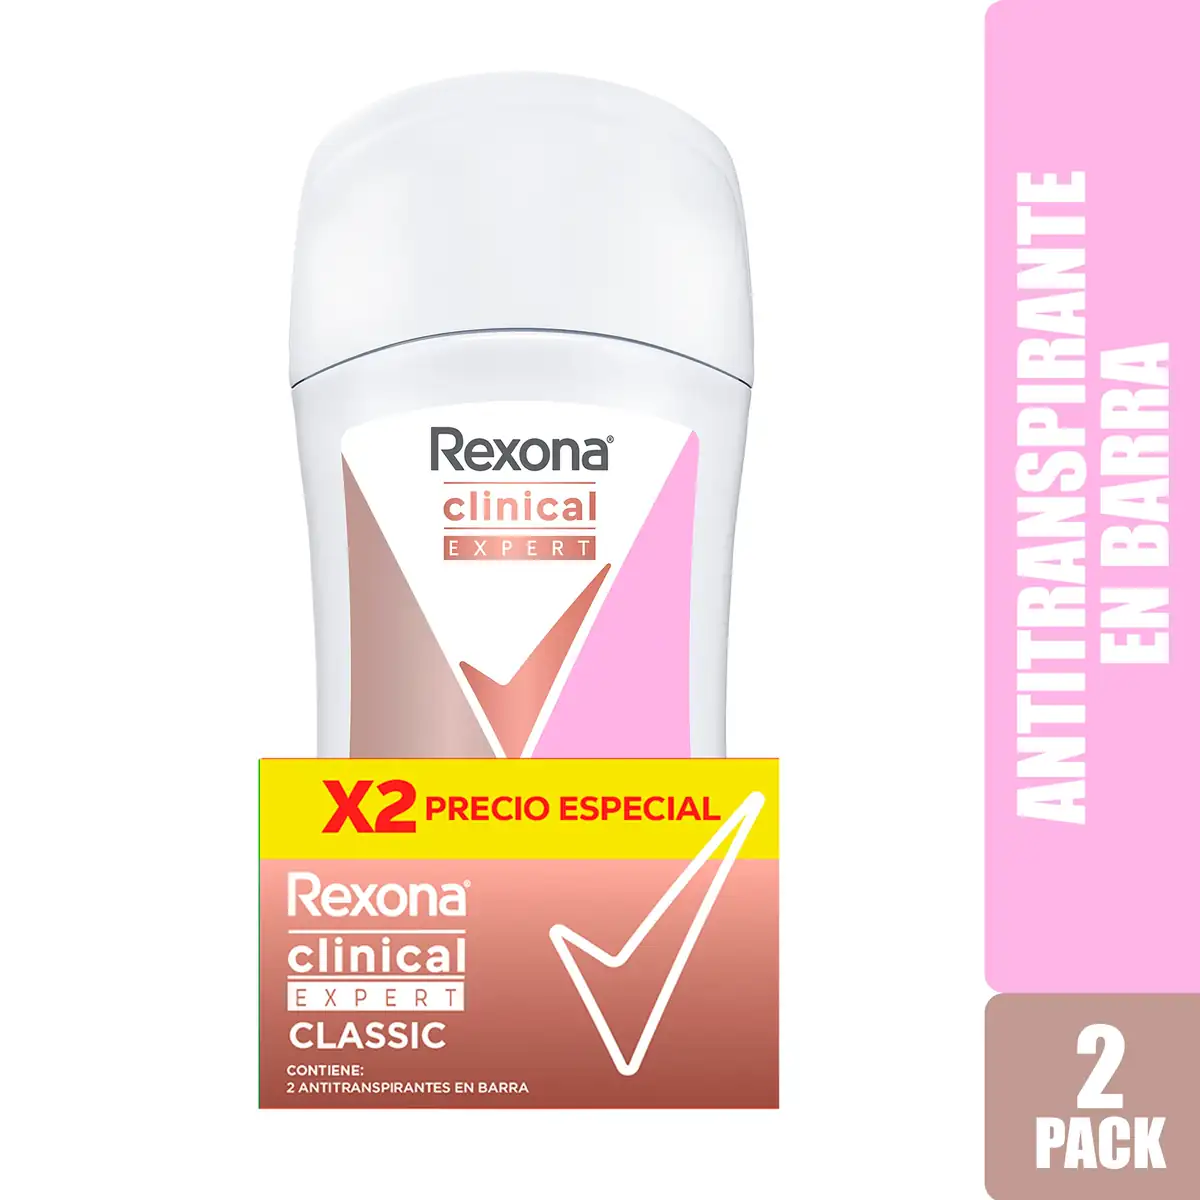 Rexona®
clinical
EXPERT
X2 PRECIO ESPECIAL
Rexona®
clinical
EXPERT
CLASSIC
CONTIENE:
2 ANTITRANSPIRANTES EN BARRA
ANTITRANSPIRANTE
EN BARRA
2
PACK